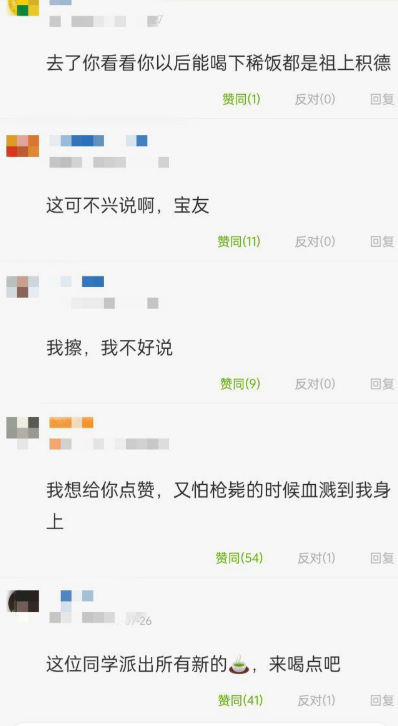 去了你看看你以后能喝下稀饭都是祖上积德
赞同(1) 反对(0) 回复
这可不兴说啊，宝友
赞同(11) 反对(0) 回复
我擦，我不好说
赞同(9) 反对(0) 回复
我想给你点赞，又怕枪毙的时候血溅到我身
上
赞同(54) 反对(1) 回复
这位同学派出所有新的🍵，来喝点吧
赞同(41) 反对(1) 回复